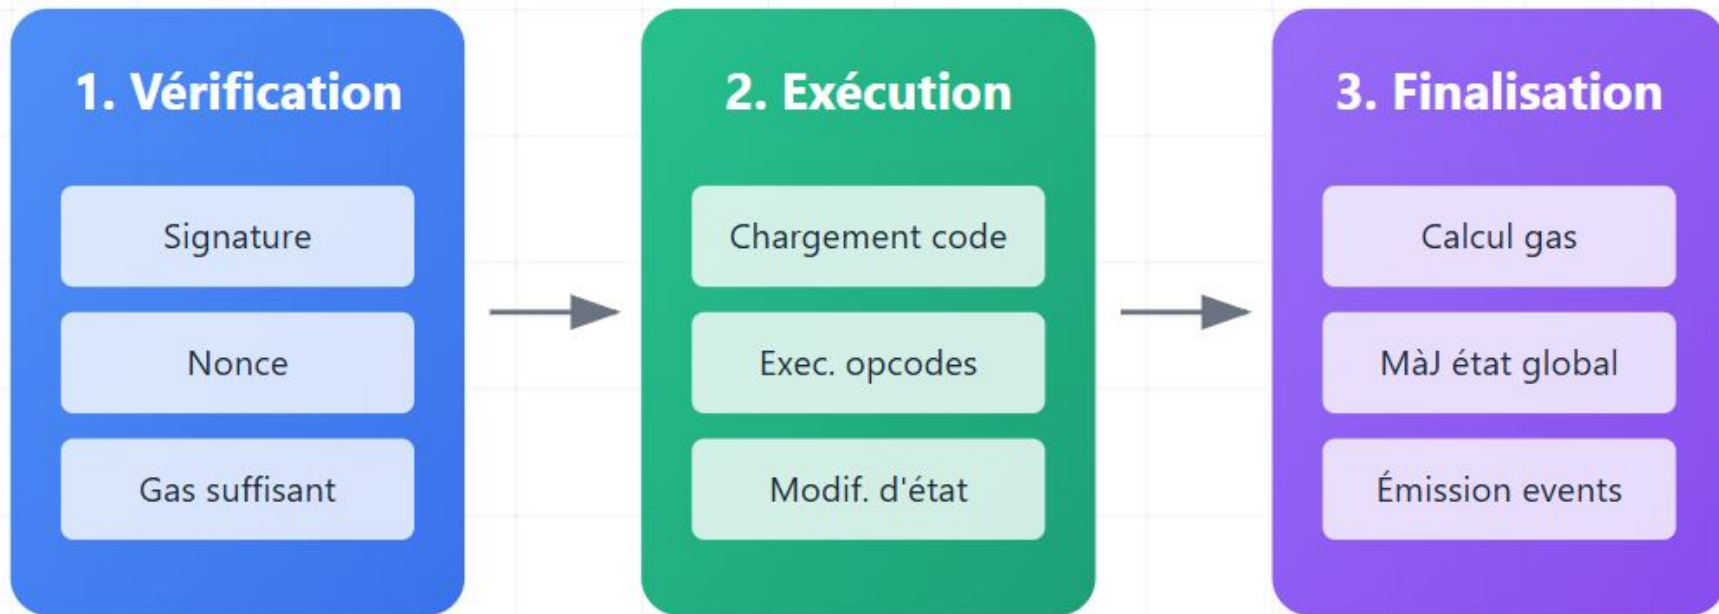 1. Vérification
Signature
Nonce
Gas suffisant
2. Exécution
Chargement code
Exec. opcodes
Modif. d'état
3. Finalisation
Calcul gas
MàJ état global
Émission events